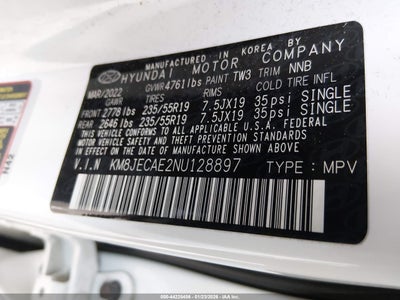 MANUFACTURED IN KOREA BY
HYUNDAI MOTOR COMPANY
MAR/2022 GVWR4761lbs PAINT TW3 TRIM NNB
GAWR TIRES RIMS COLD TIRE INFL
FRONT 2778 lbs 235/55R19 7.5JX19 35psi SINGLE
REAR 2646 lbs 235/55R19 7.5JX19 35psi SINGLE
THIS VEHICLE CONFORMS TO ALL APPLICABLE FEDERAL
MOTOR VEHICLE SAFETY AND THEFT PREVENTION STANDARDS
IN EFFECT ON THE DATE OF MANUFACTURE SHOWN ABOVE.
V.I.N KM8JECAE2NU128897 TYPE : MPV
N42